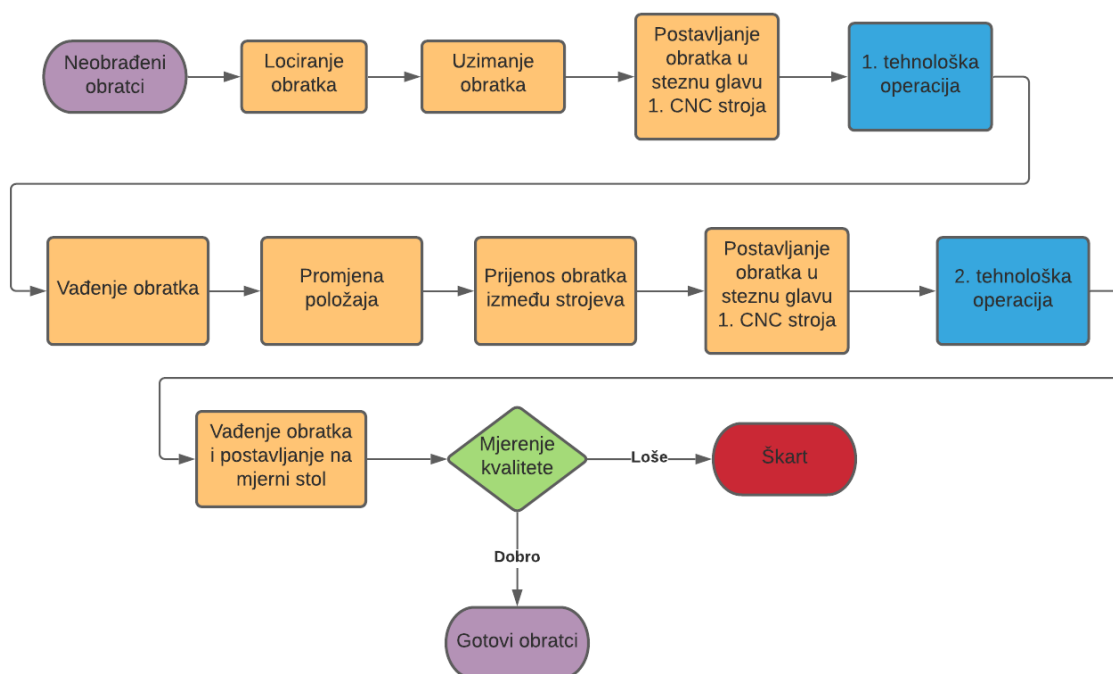 Neobrađeni
obratci
Lociranje
obratka
Uzimanje
obratka
Postavljanje
obratka u
steznu glavu
1. CNC stroja
1. tehnološka
operacija
Vađenje obratka
Promjena
položaja
Prijenos obratka
između strojeva
Postavljanje
obratka u
steznu glavu
1. CNC stroja
2. tehnološka
operacija
Vađenje obratka
i postavljanje na
mjerni stol
Mjerenje
kvalitete
Loše
Škart
Dobro
Gotovi obratci